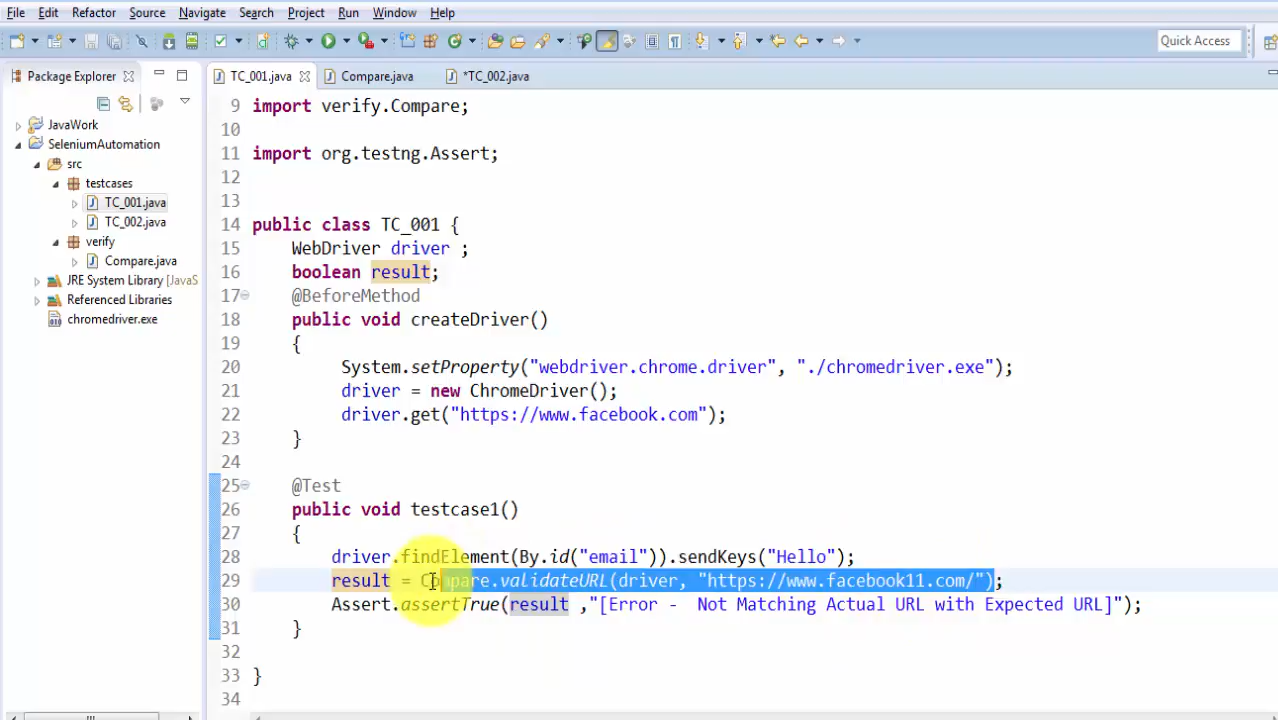 File Edit Refactor Source Navigate Search Project Run Window Help
Quick Access
Package Explorer
TC_001.java Compare.java *TC_002.java
JavaWork
SeleniumAutomation
src
testcases
TC_001.java
TC_002.java
verify
Compare.java
JRE System Library [JavaS
Referenced Libraries
chromedriver.exe
9 import verify.Compare;
10
11 import org.testng.Assert;
12
13
14 public class TC_001 {
15 WebDriver driver ;
16 boolean result;
17 @BeforeMethod
18 public void createDriver()
19 {
20 System.setProperty("webdriver.chrome.driver", "./chromedriver.exe");
21 driver = new ChromeDriver();
22 driver.get("https://www.facebook.com");
23 }
24
25 @Test
26 public void testcase1()
27 {
28 driver.findElement(By.id("email")).sendKeys("Hello");
29 result = Compare.validateURL(driver, "https://www.facebook11.com/");
30 Assert.assertTrue(result ,"[Error - Not Matching Actual URL with Expected URL]");
31 }
32
33 }
34